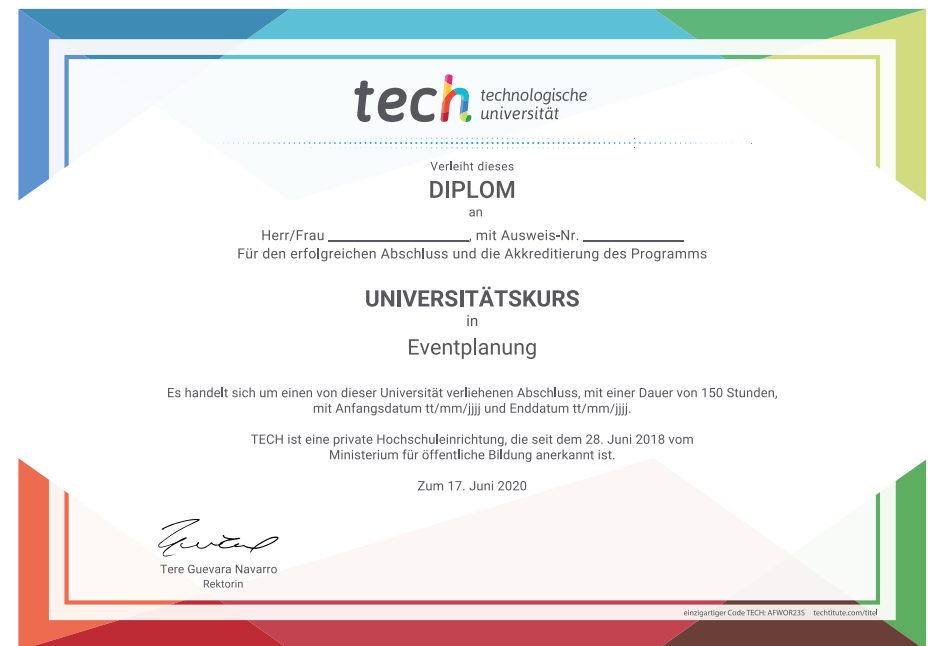 tech technologische
universität
Verleiht dieses
DIPLOM
an
Herr/Frau ____________________, mit Ausweis-Nr. ______________
Für den erfolgreichen Abschluss und die Akkreditierung des Programms
UNIVERSITÄTSKURS
in
Eventplanung
Es handelt sich um einen von dieser Universität verliehenen Abschluss, mit einer Dauer von 150 Stunden,
mit Anfangsdatum tt/mm/jjjj und Enddatum tt/mm/jjjj.
TECH ist eine private Hochschuleinrichtung, die seit dem 28. Juni 2018 vom
Ministerium für öffentliche Bildung anerkannt ist.
Zum 17. Juni 2020
Tere Guevara Navarro
Rektorin
einzigartiger Code TECH: AFWOR23S techtitute.com/titel